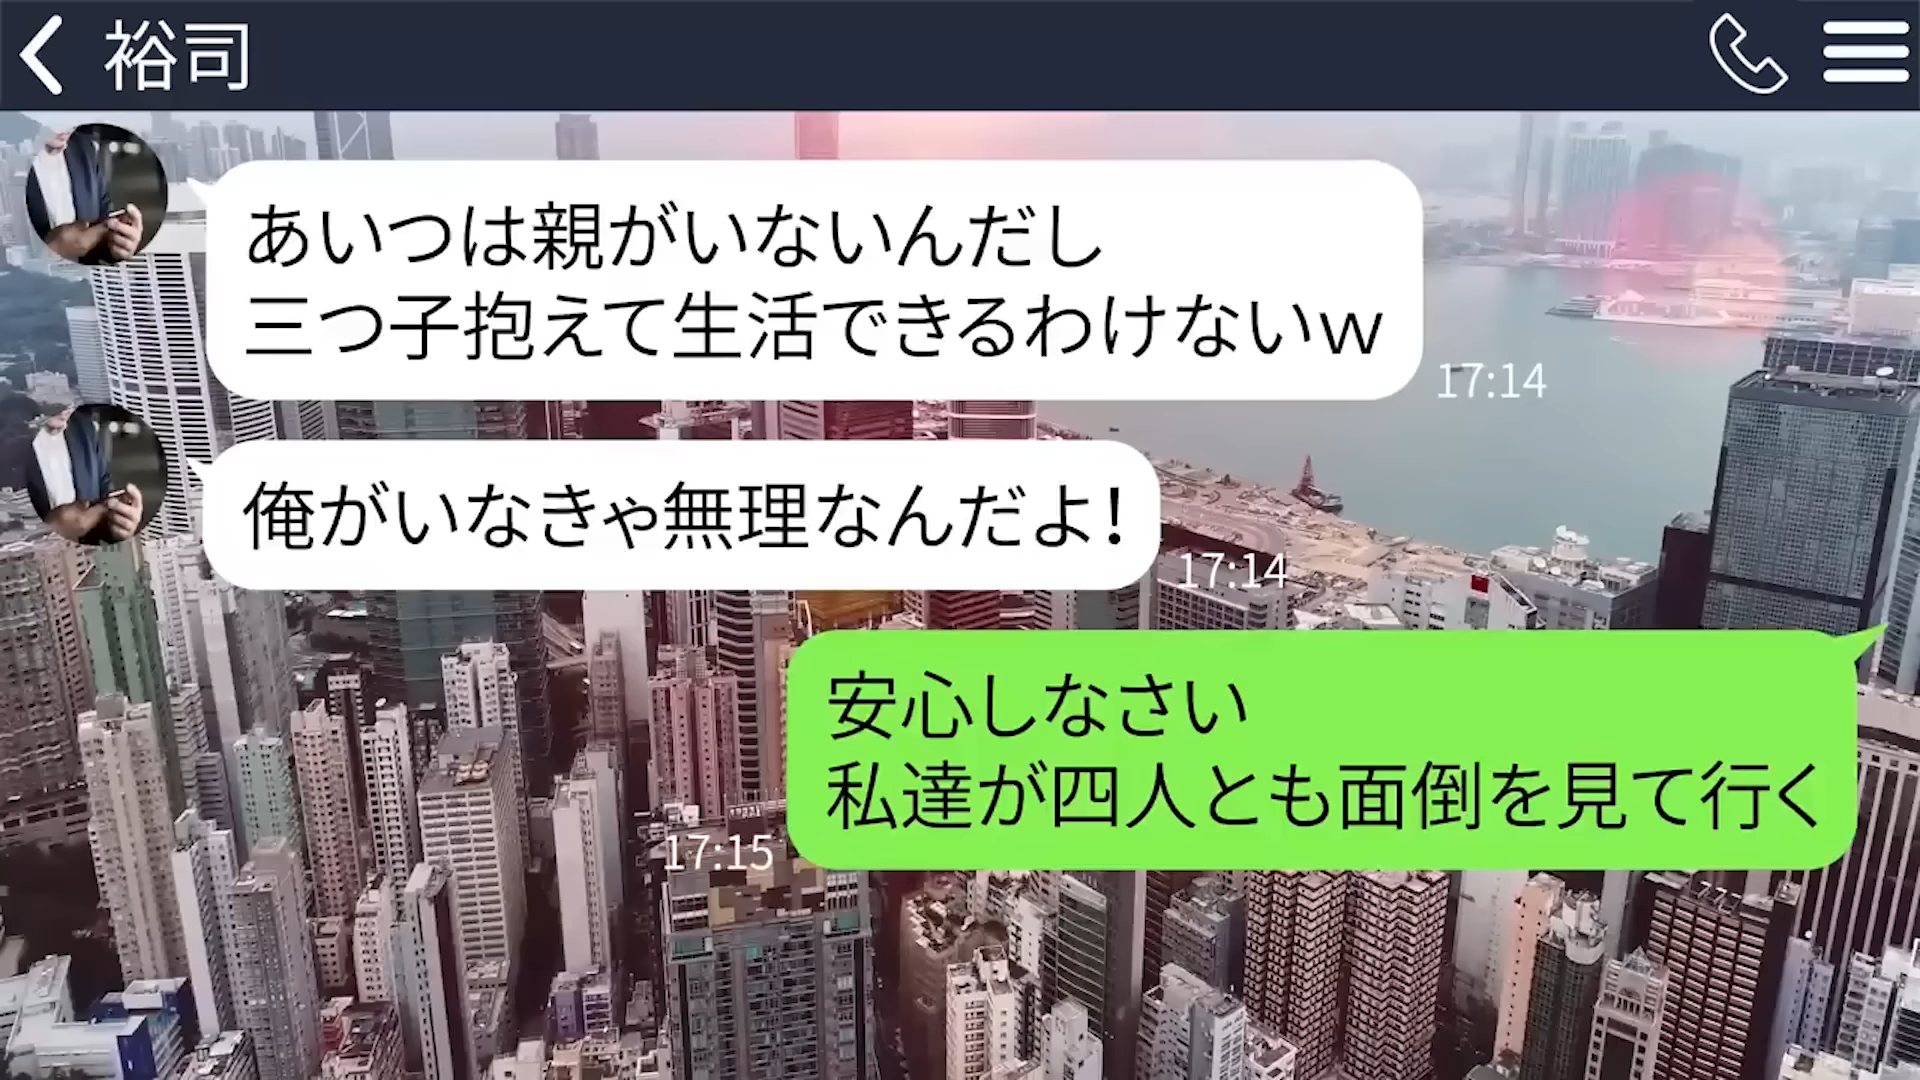 裕司
あいつは親がいないんだし
三つ子抱えて生活できるわけないｗ
17:14
俺がいなきゃ無理なんだよ！
17:14
安心しなさい
私達が四人とも面倒を見て行く
17:15